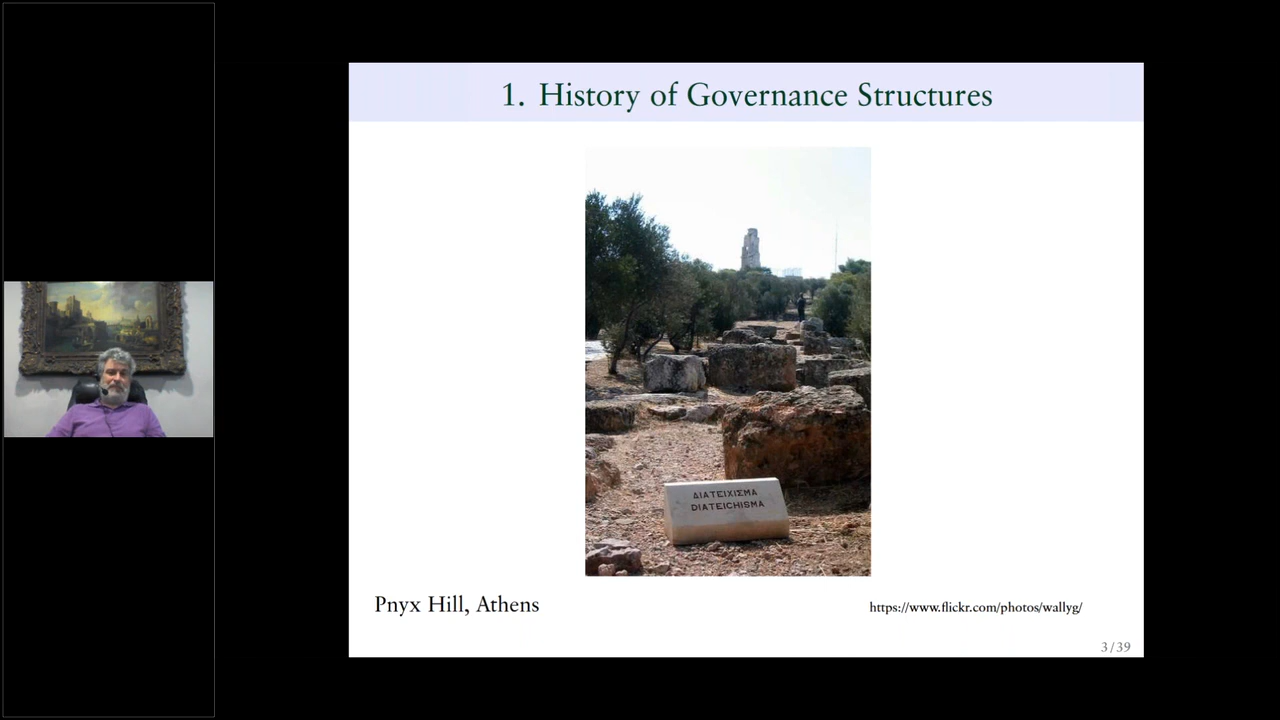 1. History of Governance Structures
ΔΙΑΤΕΙΧΙΣΜΑ
DIATEICHISMA
Pnyx Hill, Athens
https://www.flickr.com/photos/wallyg/
3/39